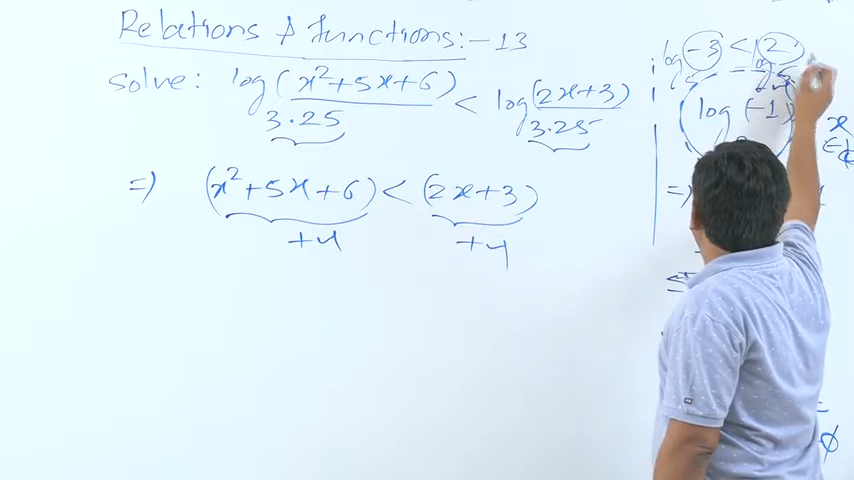 Relations & functions:-13
solve: log(x²+5x+6) < log(2x+3)
3.25 3.25
=> (x²+5x+6) < (2x+3)
+ve +ve
log -3 < log 2
log (-1)
x
=>
φ